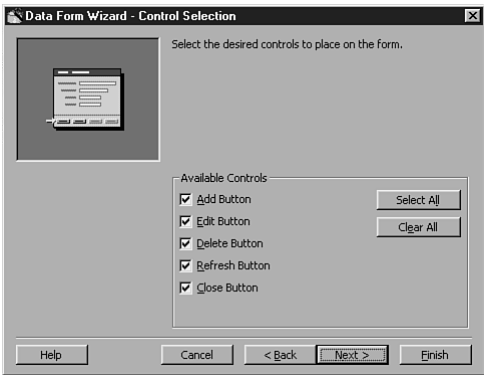 Data Form Wizard - Control Selection
Select the desired controls to place on the form.
Available Controls
Add Button
Edit Button
Delete Button
Refresh Button
Close Button
Select All
Clear All
Help
Cancel
< Back
Next >
Finish